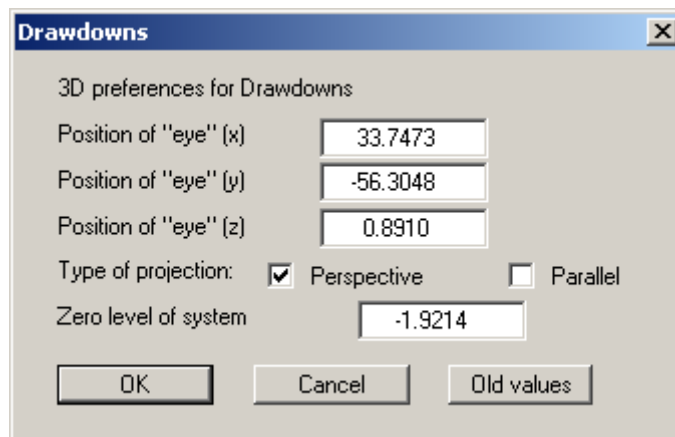 Drawdowns
3D preferences for Drawdowns
Position of "eye" (x) 33.7473
Position of "eye" (y) -56.3048
Position of "eye" (z) 0.8910
Type of projection: Perspective Parallel
Zero level of system -1.9214
OK Cancel Old values